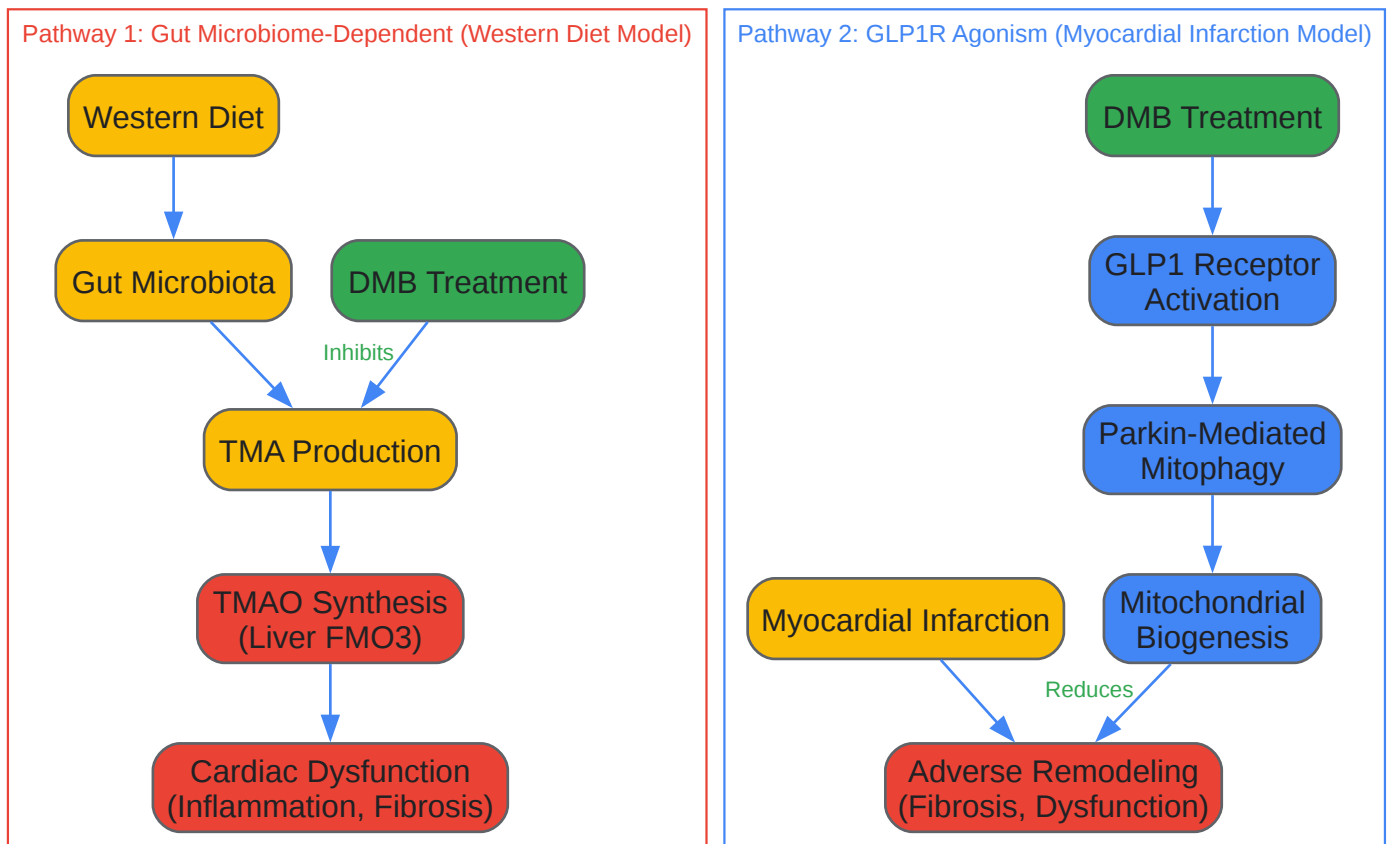 Pathway 1: Gut Microbiome-Dependent (Western Diet Model)
Western Diet
Gut Microbiota
DMB Treatment
Inhibits
TMA Production
TMAO Synthesis
(Liver FMO3)
Cardiac Dysfunction
(Inflammation, Fibrosis)
Pathway 2: GLP1R Agonism (Myocardial Infarction Model)
DMB Treatment
GLP1 Receptor
Activation
Parkin-Mediated
Mitophagy
Myocardial Infarction
Mitochondrial
Biogenesis
Reduces
Adverse Remodeling
(Fibrosis, Dysfunction)